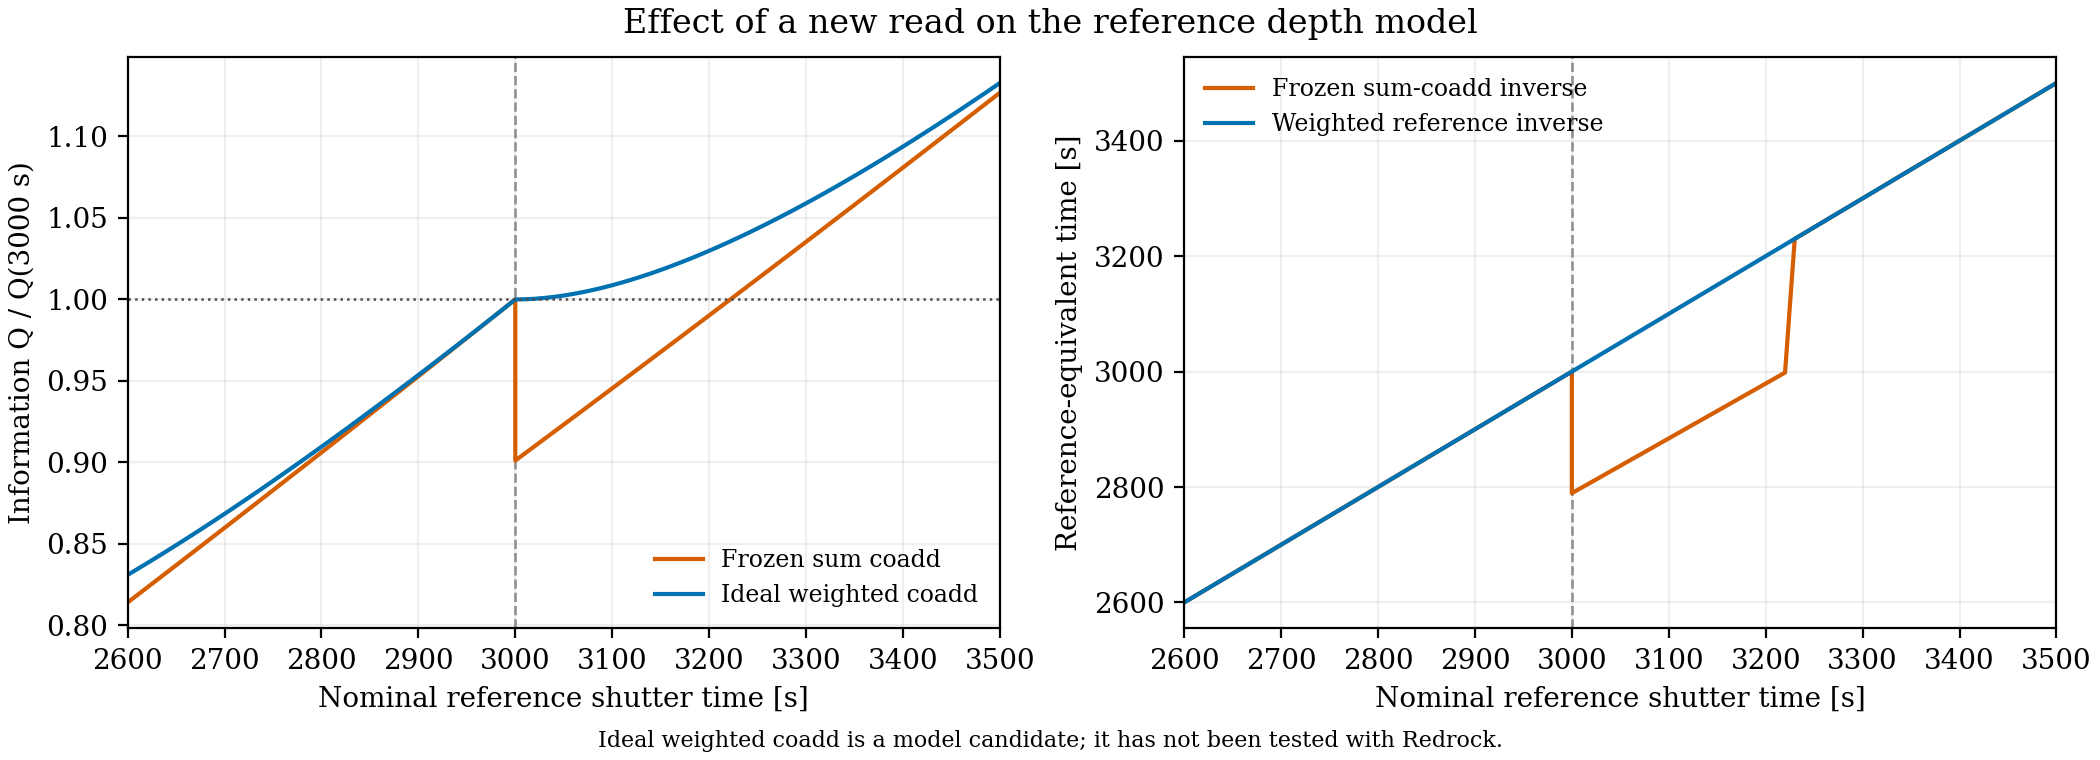 Effect of a new read on the reference depth model
Information Q / Q(3000 s)
1.10
1.05
1.00
0.95
0.90
0.85
0.80
Frozen sum coadd
Ideal weighted coadd
2600 2700 2800 2900 3000 3100 3200 3300 3400 3500
Nominal reference shutter time [s]
Reference-equivalent time [s]
3400
3200
3000
2800
2600
Frozen sum-coadd inverse
Weighted reference inverse
2600 2700 2800 2900 3000 3100 3200 3300 3400 3500
Nominal reference shutter time [s]
Ideal weighted coadd is a model candidate; it has not been tested with Redrock.